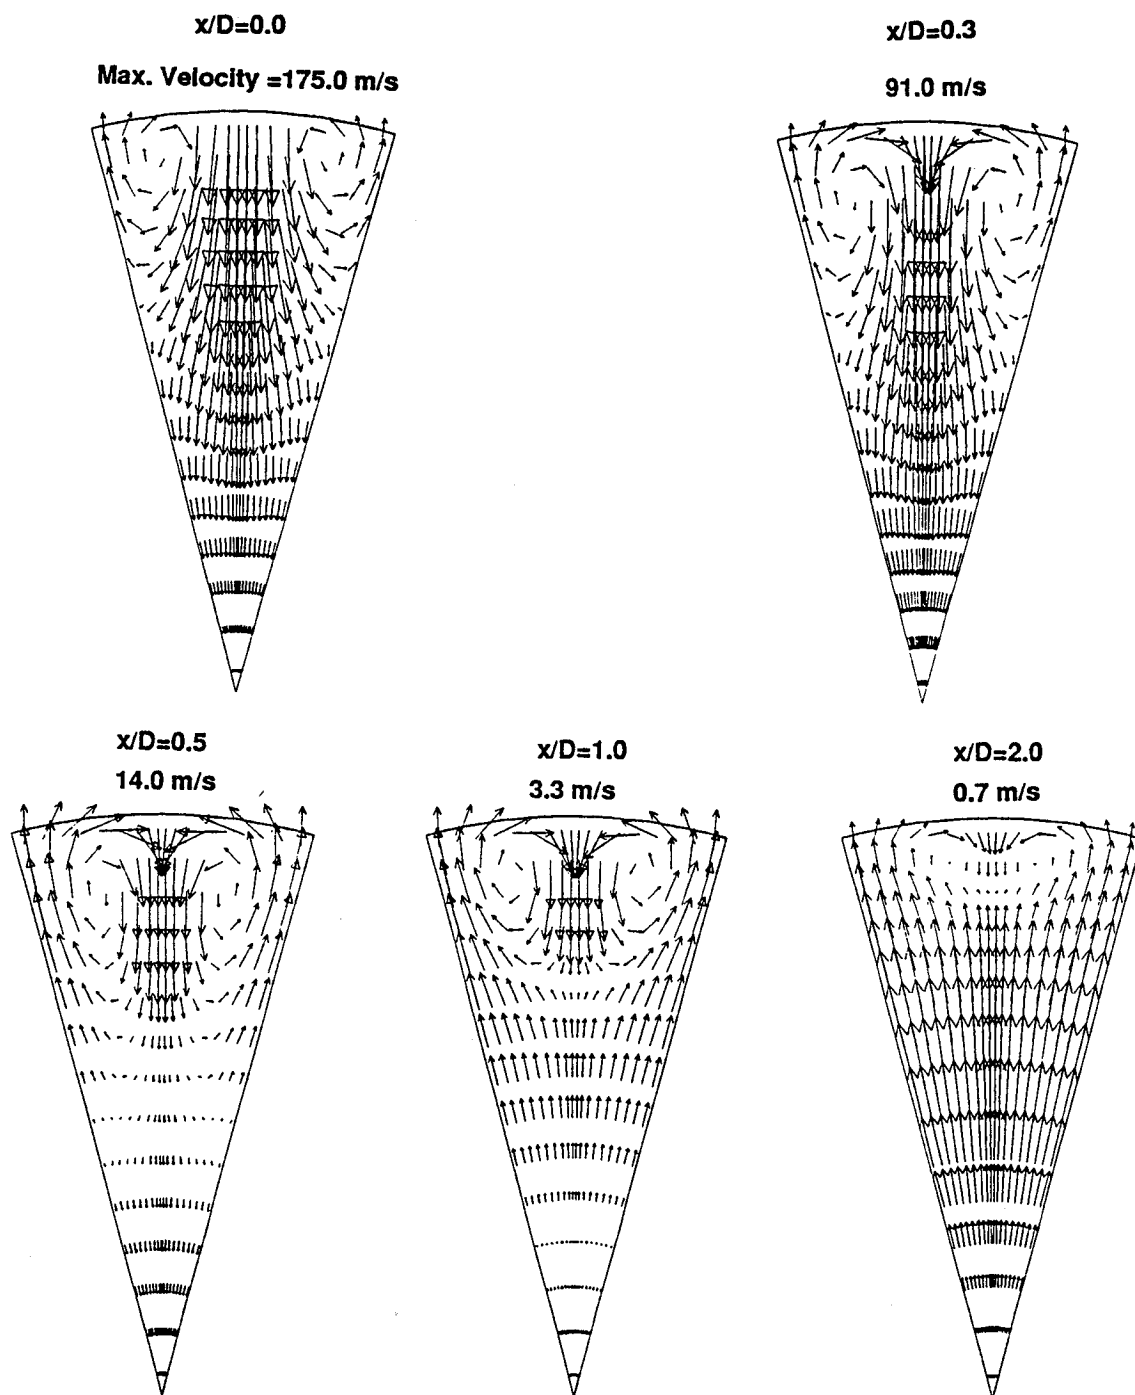 x/D=0.0
Max. Velocity =175.0 m/s
x/D=0.3
91.0 m/s
x/D=0.5
14.0 m/s
x/D=1.0
3.3 m/s
x/D=2.0
0.7 m/s